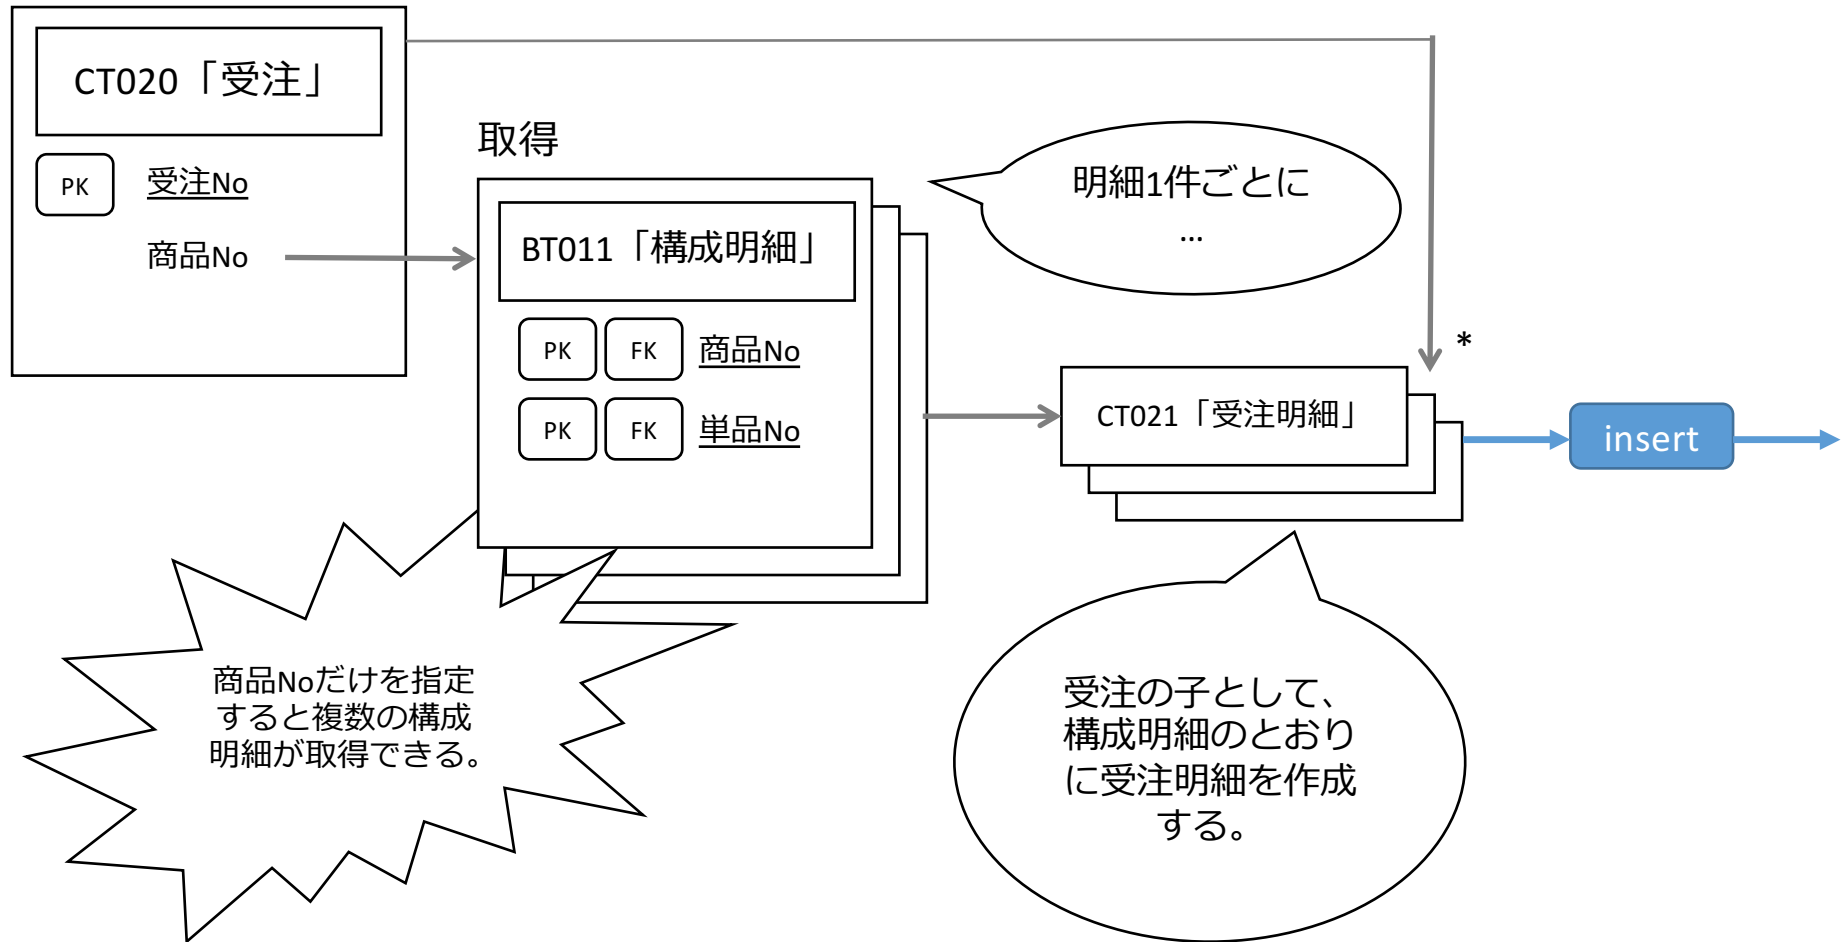 CT020「受注」
PK
受注No
商品No
取得
BT011「構成明細」
PK
FK
商品No
PK
FK
単品No
明細1件ごとに
…
*
CT021「受注明細」
insert
商品Noだけを指定
すると複数の構成
明細が取得できる。
受注の子として、
構成明細のとおり
に受注明細を作成
する。